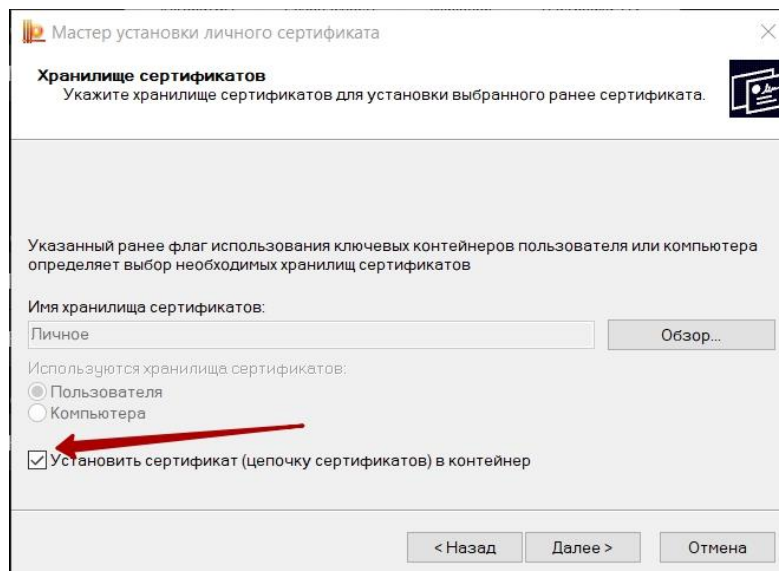 Мастер установки личного сертификата
Хранилище сертификатов
Укажите хранилище сертификатов для установки выбранного ранее сертификата.
Указанный ранее флаг использования ключевых контейнеров пользователя или компьютера
определяет выбор необходимых хранилищ сертификатов
Имя хранилища сертификатов:
Личное
Обзор...
Используются хранилища сертификатов:
Пользователя
Компьютера
Установить сертификат (цепочку сертификатов) в контейнер
< Назад
Далее >
Отмена